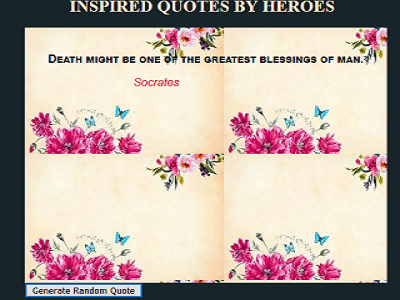 INSPIRED QUOTES BY HEROES
DEATH MIGHT BE ONE OF THE GREATEST BLESSINGS OF MAN.
Socrates
Generate Random Quote